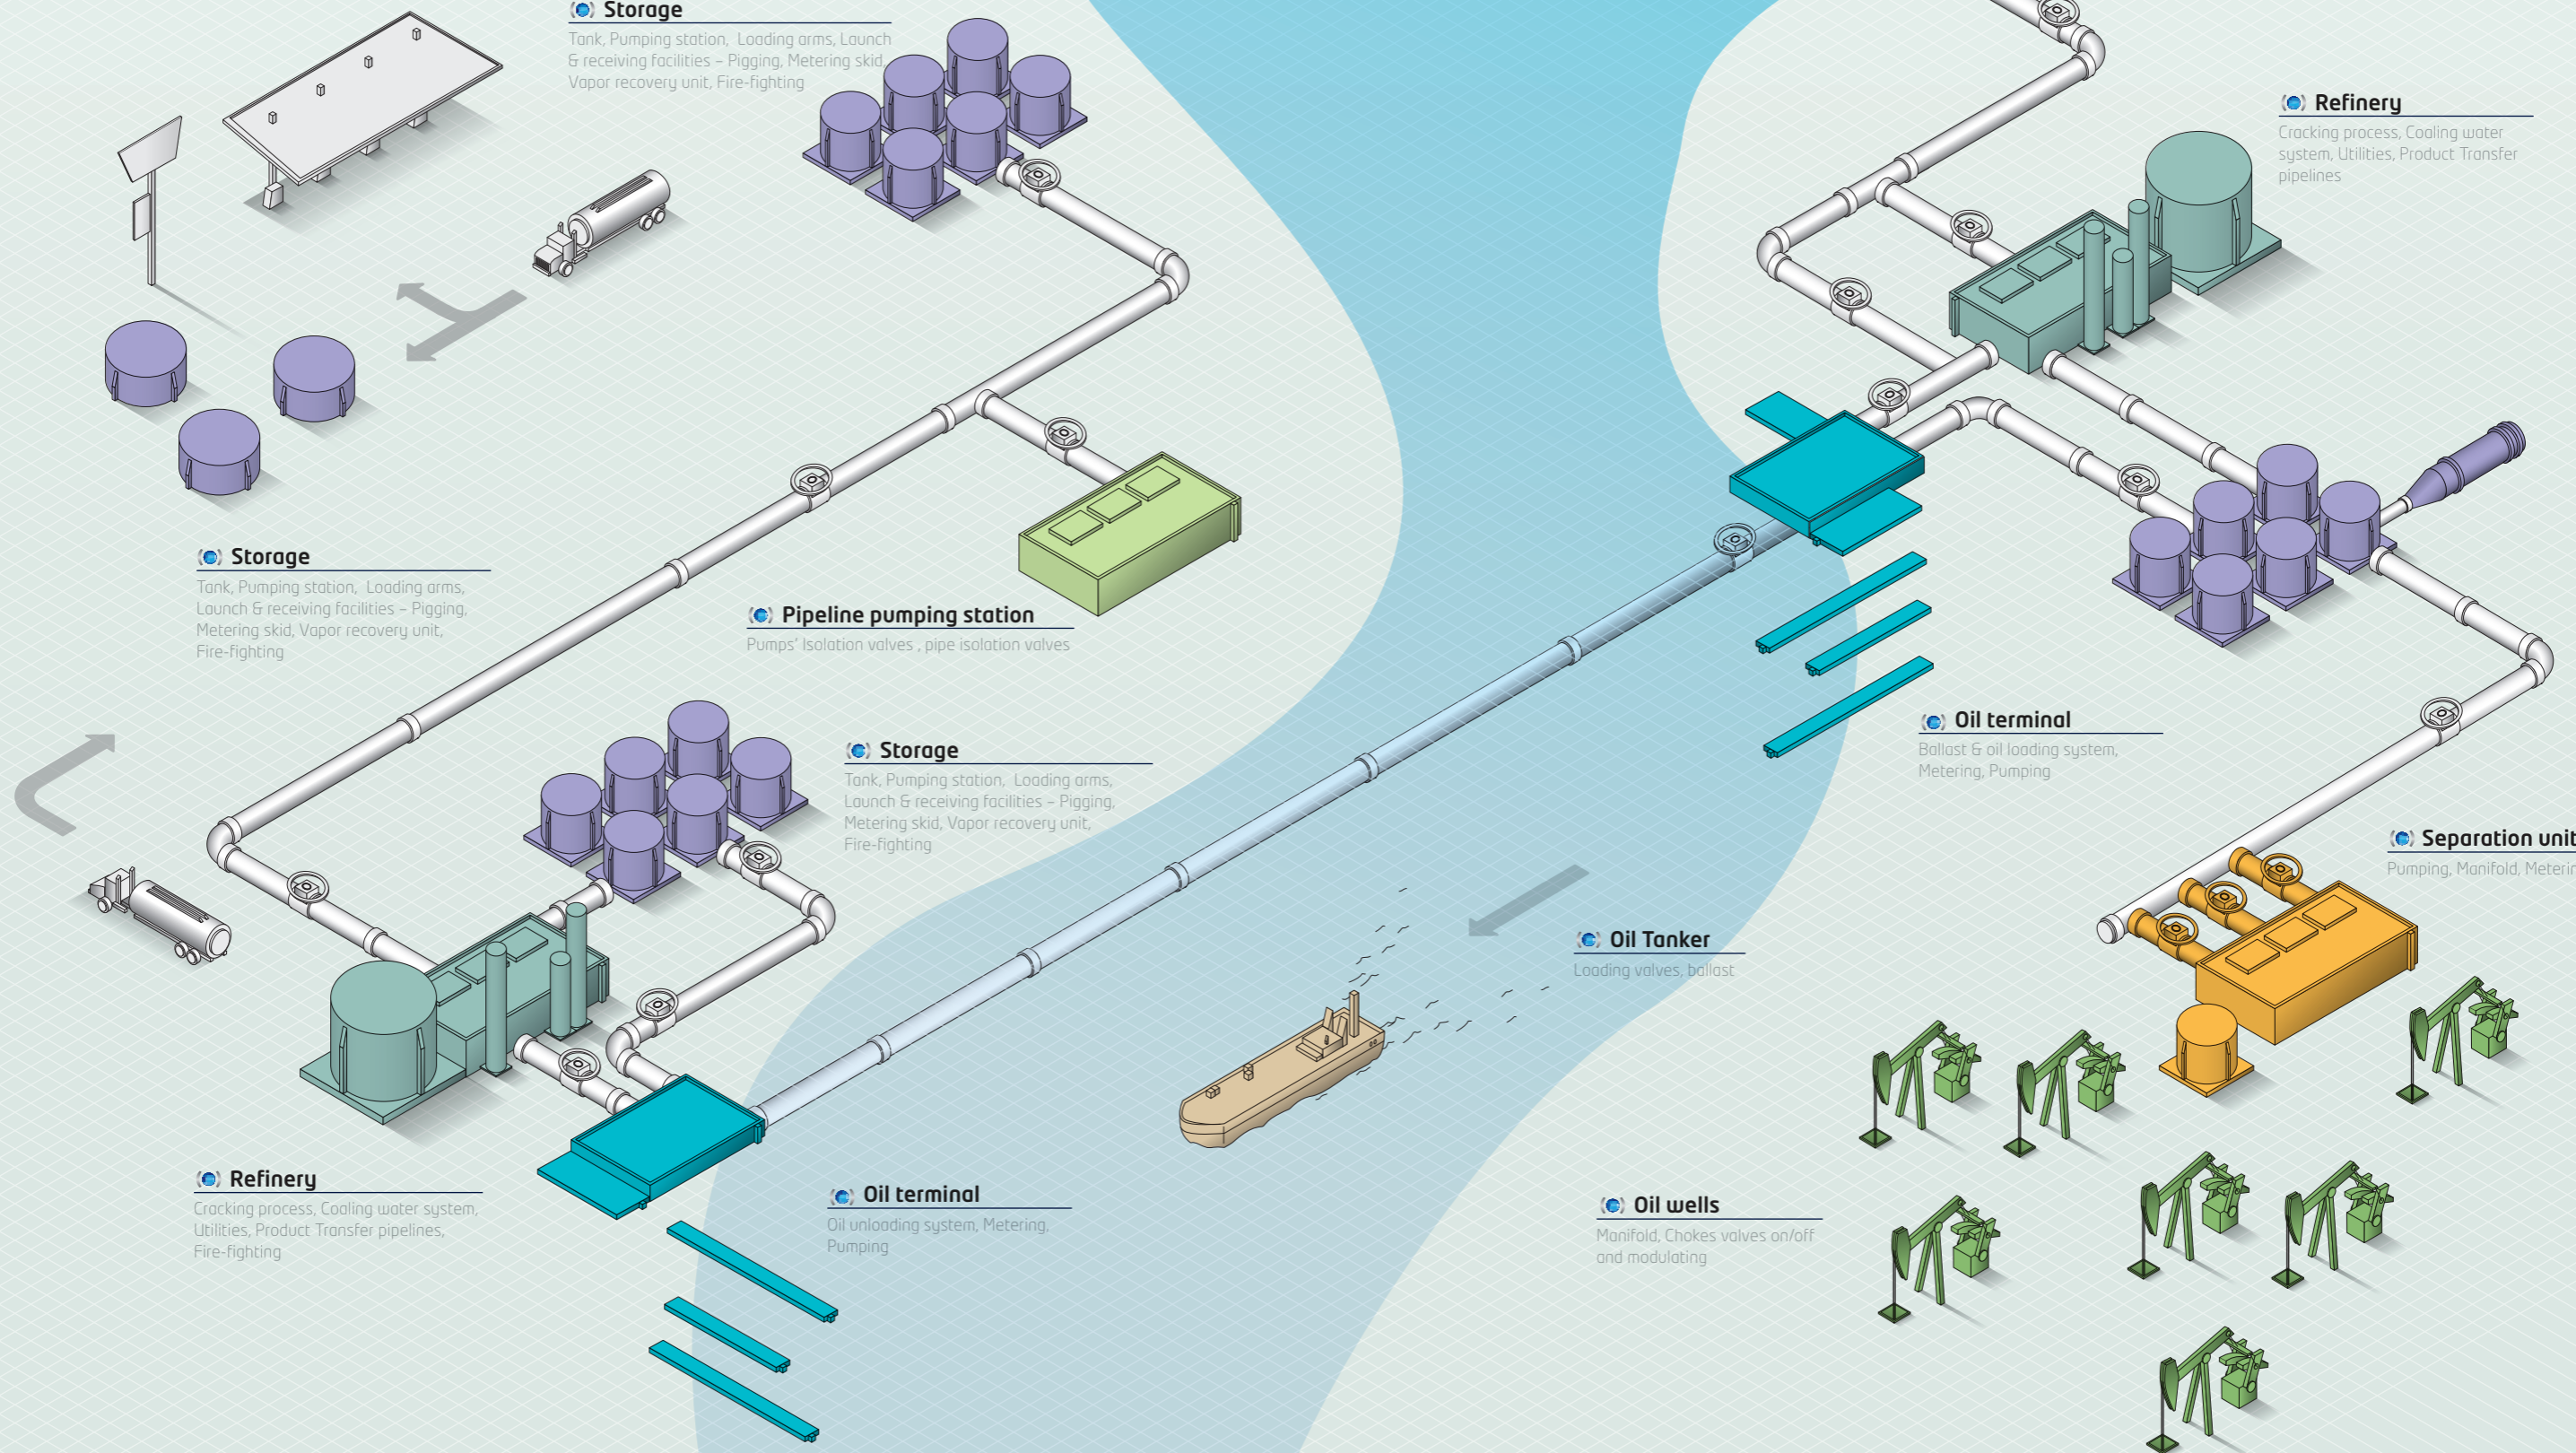 Storage
Tank, Pumping station, Loading arms, Launch
& receiving facilities – Pigging, Metering skid,
Vapor recovery unit, Fire-fighting
Refinery
Cracking process, Coaling water
system, Utilities, Product Transfer
pipelines
Storage
Tank, Pumping station, Loading arms,
Launch & receiving facilities – Pigging,
Metering skid, Vapor recovery unit,
Fire-fighting
Pipeline pumping station
Pumps' Isolation valves , pipe isolation valves
Storage
Tank, Pumping station, Loading arms,
Launch & receiving facilities – Pigging,
Metering skid, Vapor recovery unit,
Fire-fighting
Oil terminal
Ballast & oil loading system,
Metering, Pumping
Separation unit
Pumping, Manifold, Meterin
Oil Tanker
Loading valves, ballast
Refinery
Cracking process, Coaling water system,
Utilities, Product Transfer pipelines,
Fire-fighting
Oil terminal
Oil unloading system, Metering,
Pumping
Oil wells
Manifold, Chokes valves on/off
and modulating